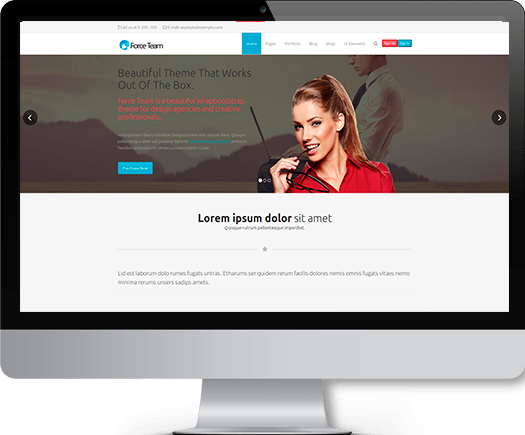 Call us at 5: 555 - 555 E-mail: example@example.com
Force Team
Home Pages Portfolio Blog Shop UI Elements Sign Up Sign In
Beautiful Theme That Works
Out Of The Box.
Force Team is a beautiful Wrapbootstrap
theme for design agencies and creative
professionals.
Purchase Now
Lorem ipsum dolor sit amet
Quisque rutrum pellentesque imperdiet.
Lid est laborum dolo rumes fugats untras. Etharums ser quidem rerum facilis dolores nemis omnis fugats vitaes nemo
minima rerums unsers sadips amets.